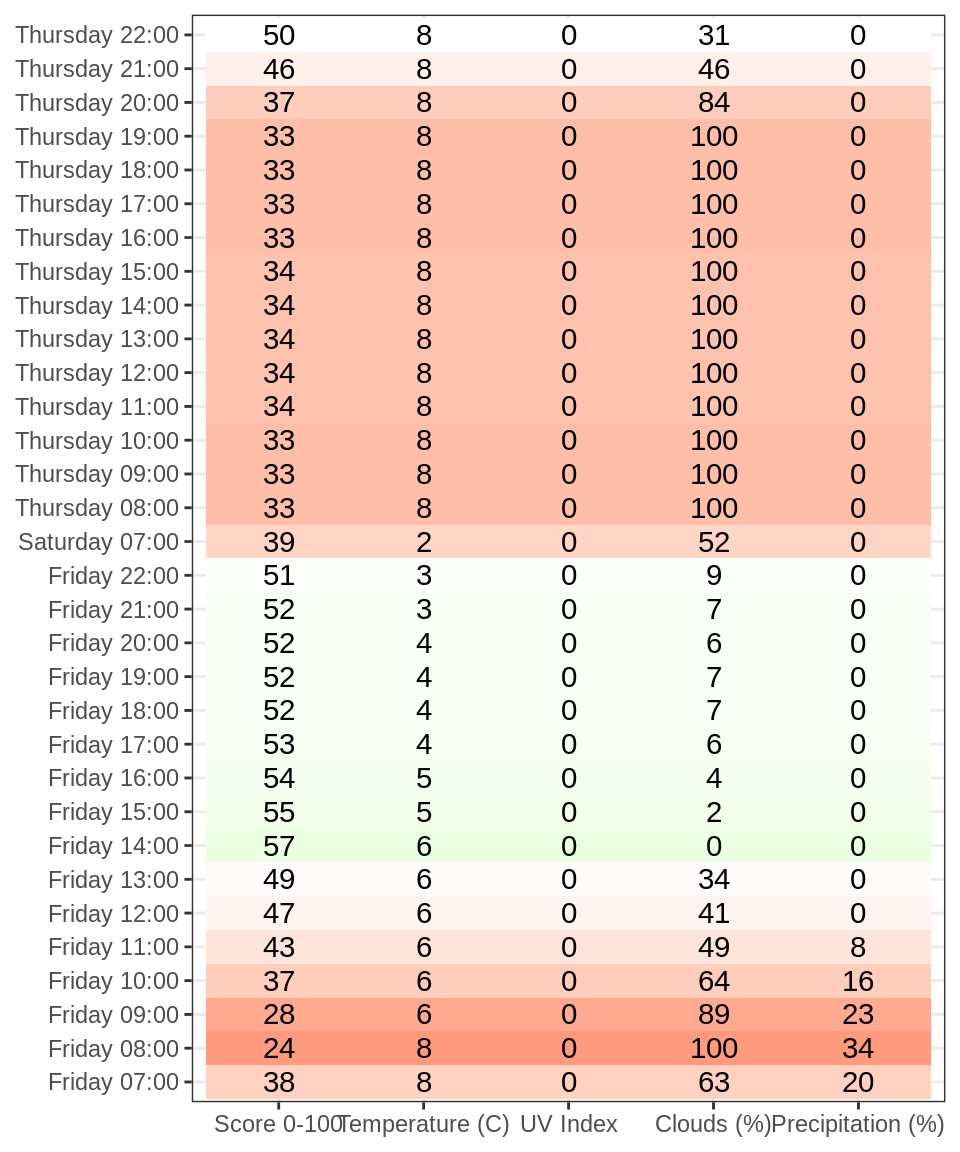 Thursday 22:00 50 8 0 31 0
Thursday 21:00 46 8 0 46 0
Thursday 20:00 37 8 0 84 0
Thursday 19:00 33 8 0 100 0
Thursday 18:00 33 8 0 100 0
Thursday 17:00 33 8 0 100 0
Thursday 16:00 33 8 0 100 0
Thursday 15:00 34 8 0 100 0
Thursday 14:00 34 8 0 100 0
Thursday 13:00 34 8 0 100 0
Thursday 12:00 34 8 0 100 0
Thursday 11:00 34 8 0 100 0
Thursday 10:00 33 8 0 100 0
Thursday 09:00 33 8 0 100 0
Thursday 08:00 33 8 0 100 0
Saturday 07:00 39 2 0 52 0
Friday 22:00 51 3 0 9 0
Friday 21:00 52 3 0 7 0
Friday 20:00 52 4 0 6 0
Friday 19:00 52 4 0 7 0
Friday 18:00 52 4 0 7 0
Friday 17:00 53 4 0 6 0
Friday 16:00 54 5 0 4 0
Friday 15:00 55 5 0 2 0
Friday 14:00 57 6 0 0 0
Friday 13:00 49 6 0 34 0
Friday 12:00 47 6 0 41 0
Friday 11:00 43 6 0 49 8
Friday 10:00 37 6 0 64 16
Friday 09:00 28 6 0 89 23
Friday 08:00 24 8 0 100 34
Friday 07:00 38 8 0 63 20
Score 0-100 Temperature (C) UV Index Clouds (%) Precipitation (%)